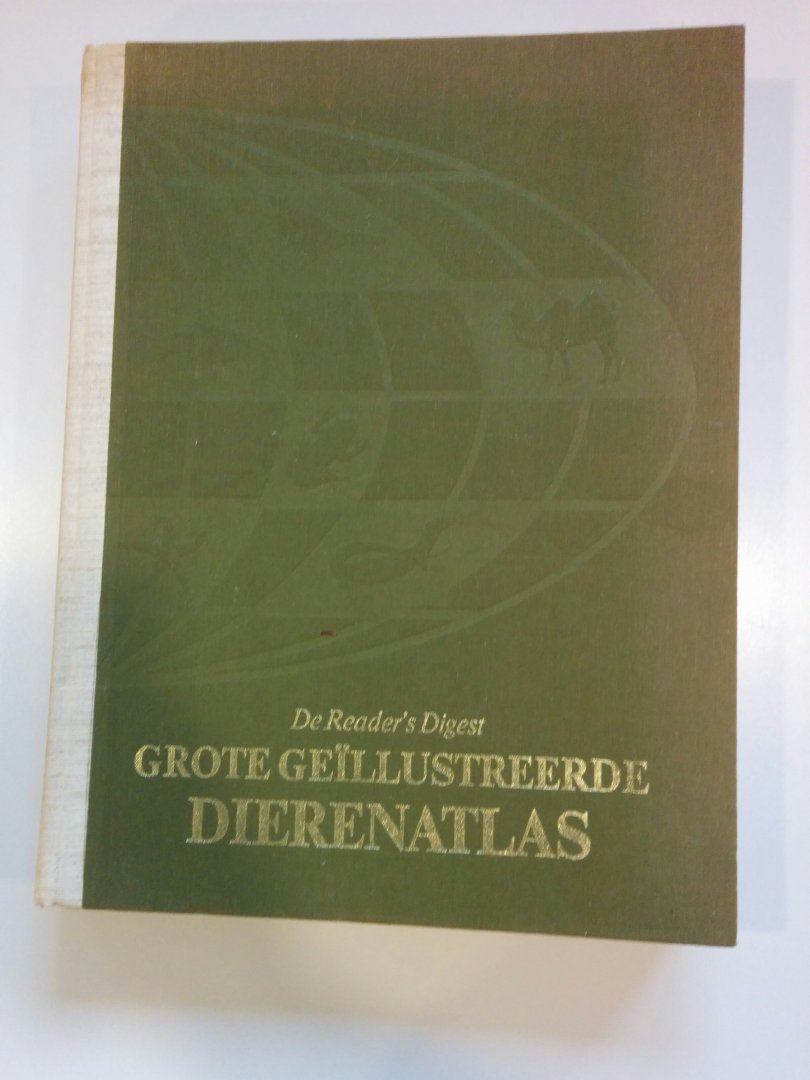 De Reader's Digest
GROTE GEÏLLUSTREERDE
DIERENATLAS